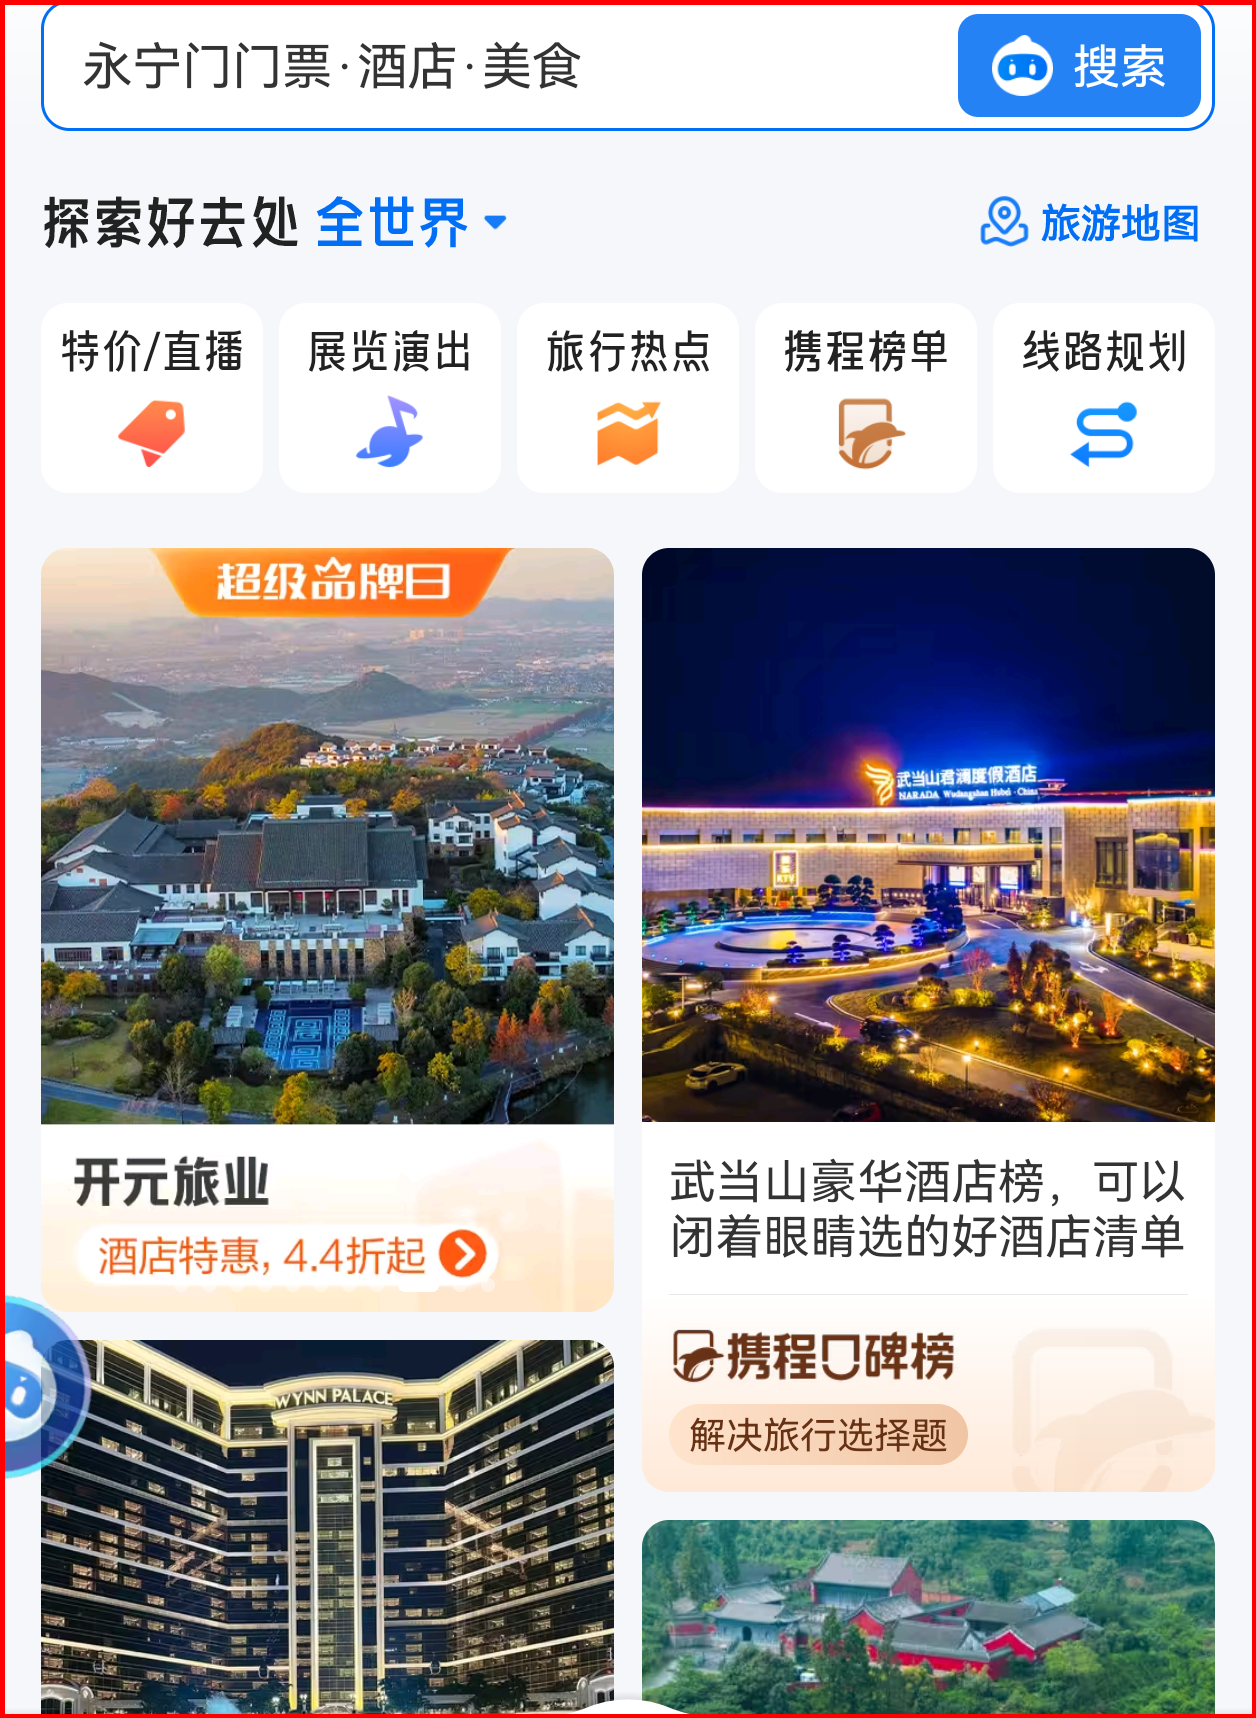 永宁门门票·酒店·美食
搜索
探索好去处 全世界
旅游地图
特价/直播
展览演出
旅行热点
携程榜单
线路规划
超级品牌日
开元旅业
酒店特惠, 4.4折起
武当山君澜度假酒店
NARADA Wudangshan Hubei · China
KTV
武当山豪华酒店榜，可以
闭着眼睛选的好酒店清单
携程口碑榜
解决旅行选择题
WYNN PALACE